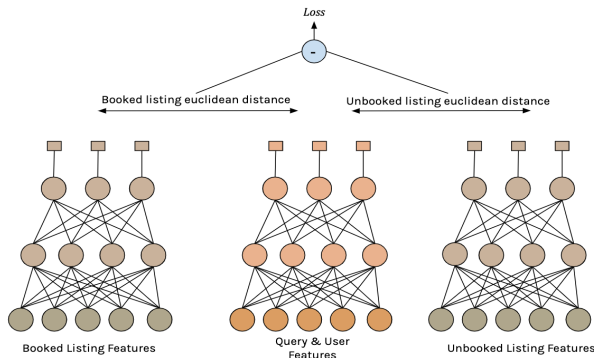 Loss
-
Booked listing euclidean distance
Unbooked listing euclidean distance
Booked Listing Features
Query & User
Features
Unbooked Listing Features